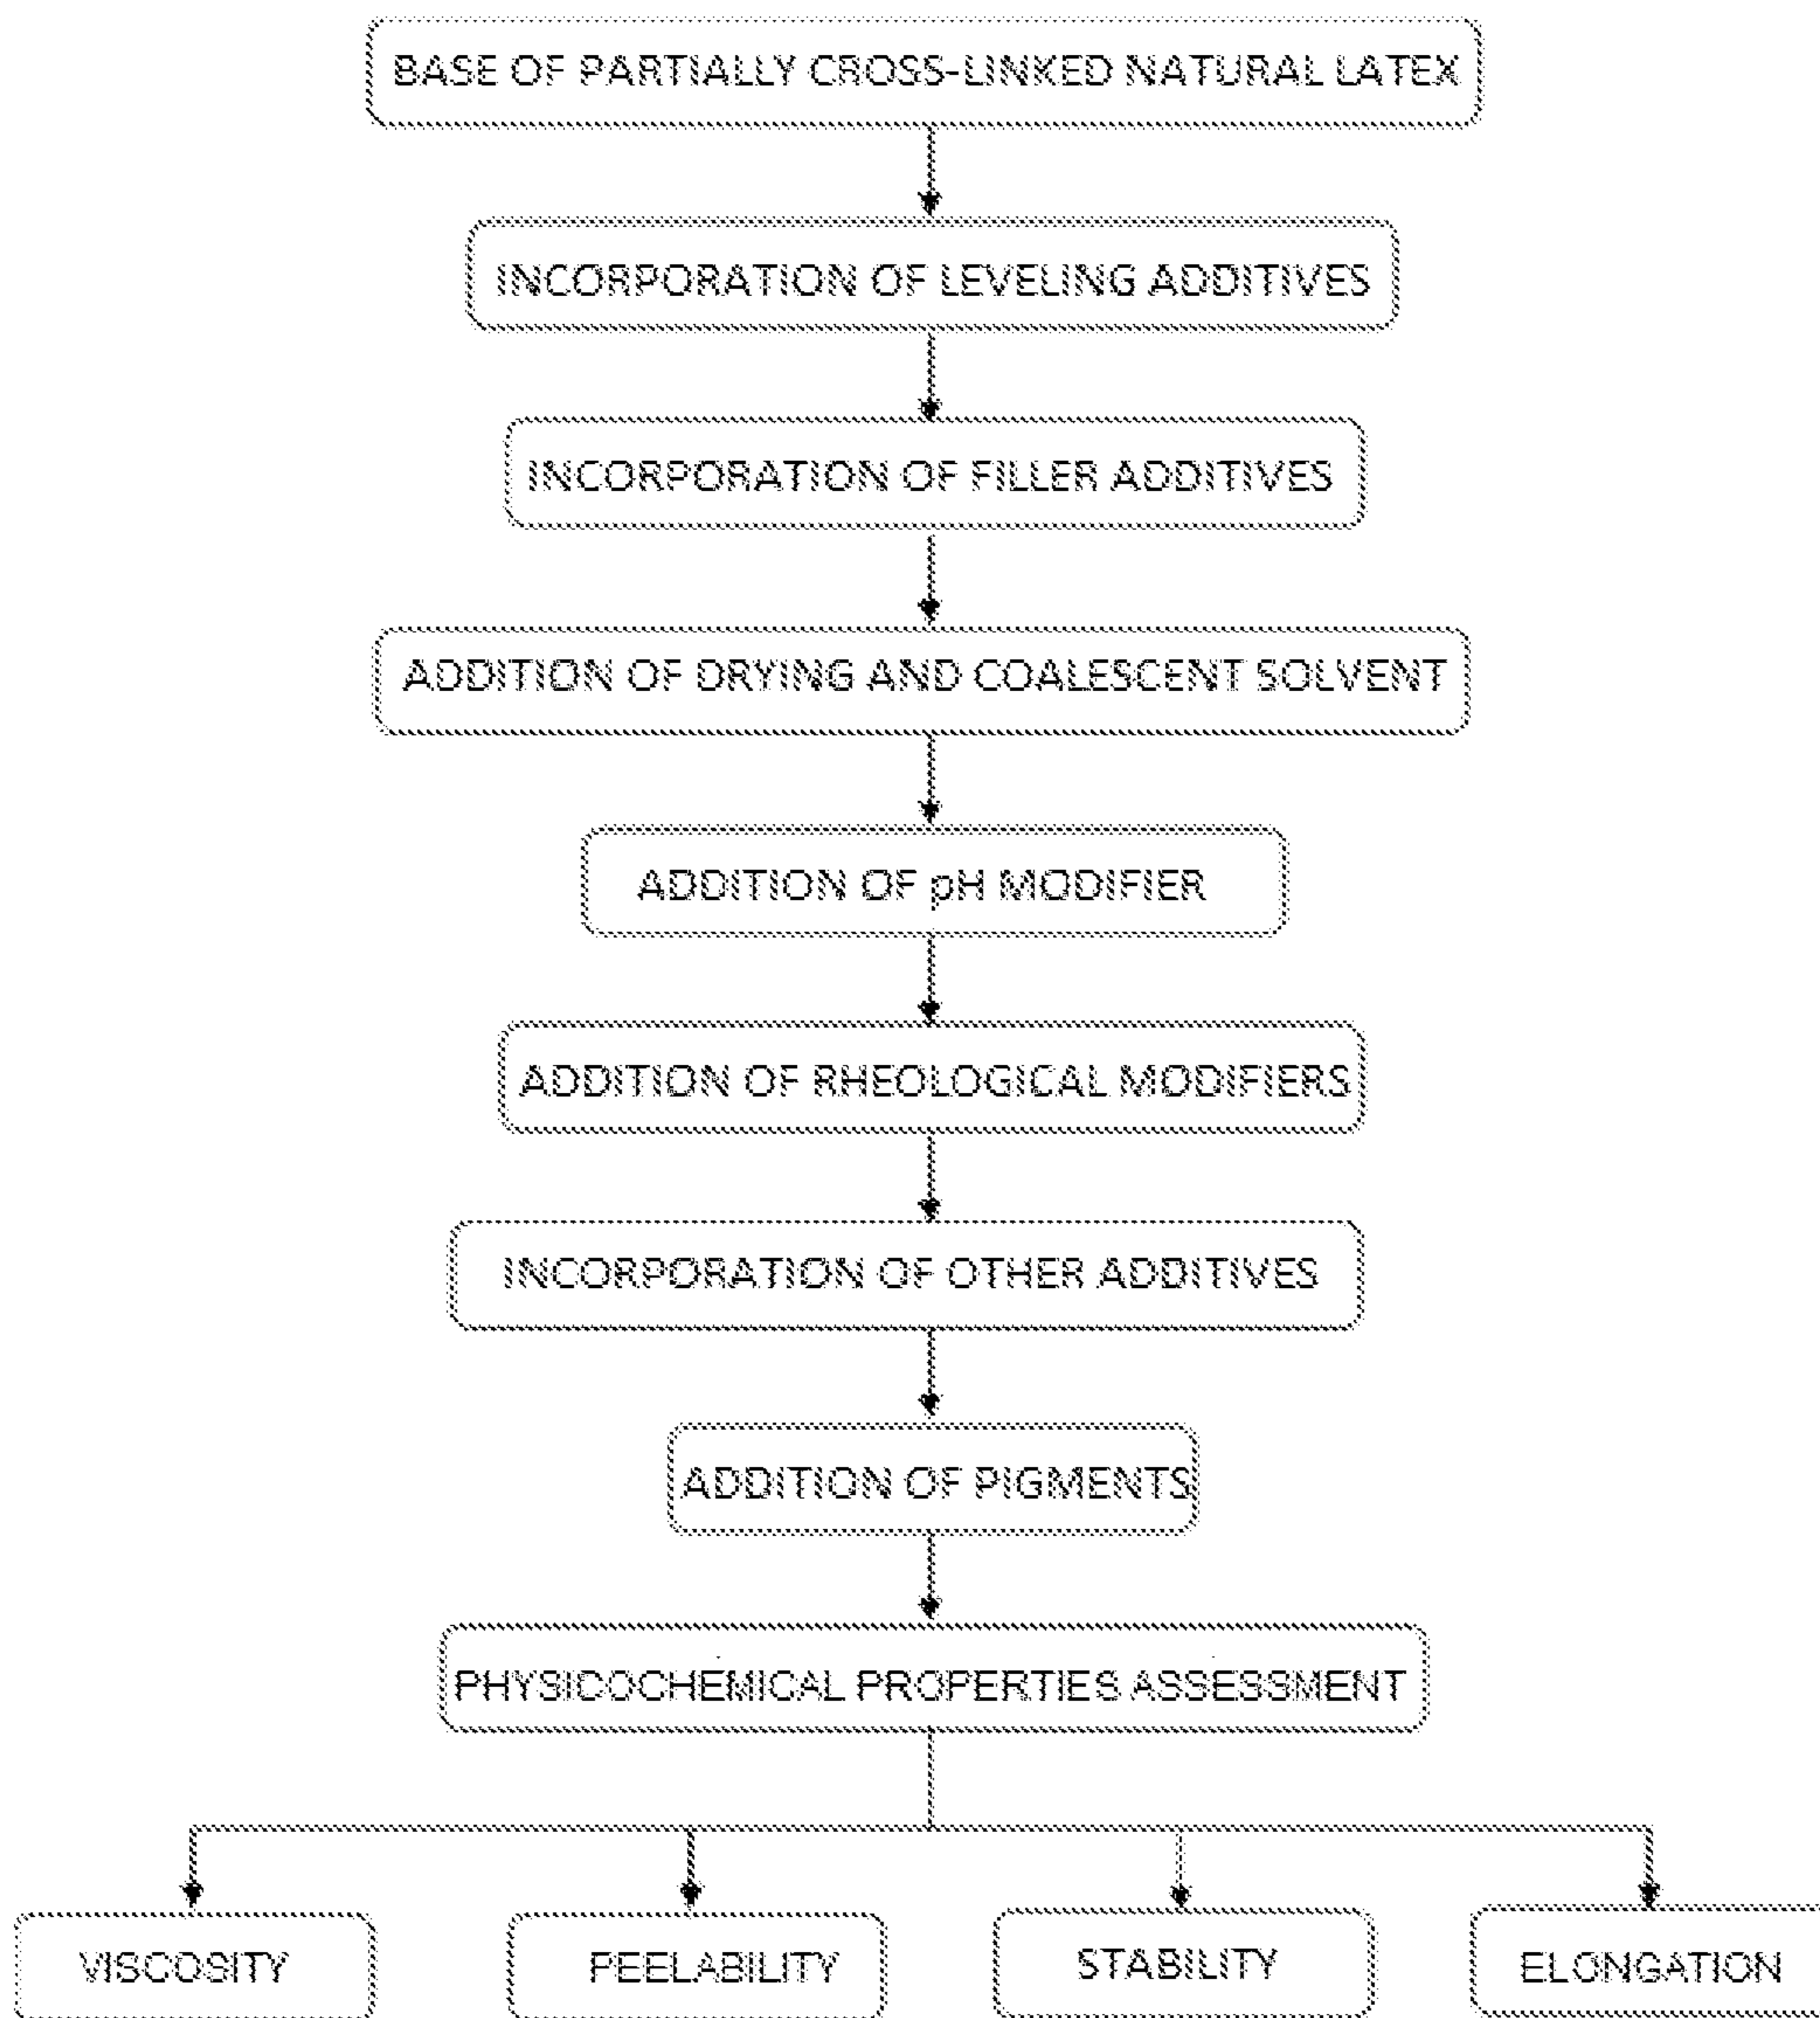 BASE OF PARTIALLY CROSS-LINKED NATURAL LATEX
INCORPORATION OF LEVELING ADDITIVES
INCORPORATION OF FILLER ADDITIVES
ADDITION OF DRYING AND COALESCENT SOLVENT
ADDITION OF pH MODIFIER
ADDITION OF RHEOLOGICAL MODIFIERS
INCORPORATION OF OTHER ADDITIVES
ADDITION OF PIGMENTS
PHYSICOCHEMICAL PROPERTIES ASSESSMENT
VISCOSITY
PEELABILITY
STABILITY
ELONGATION